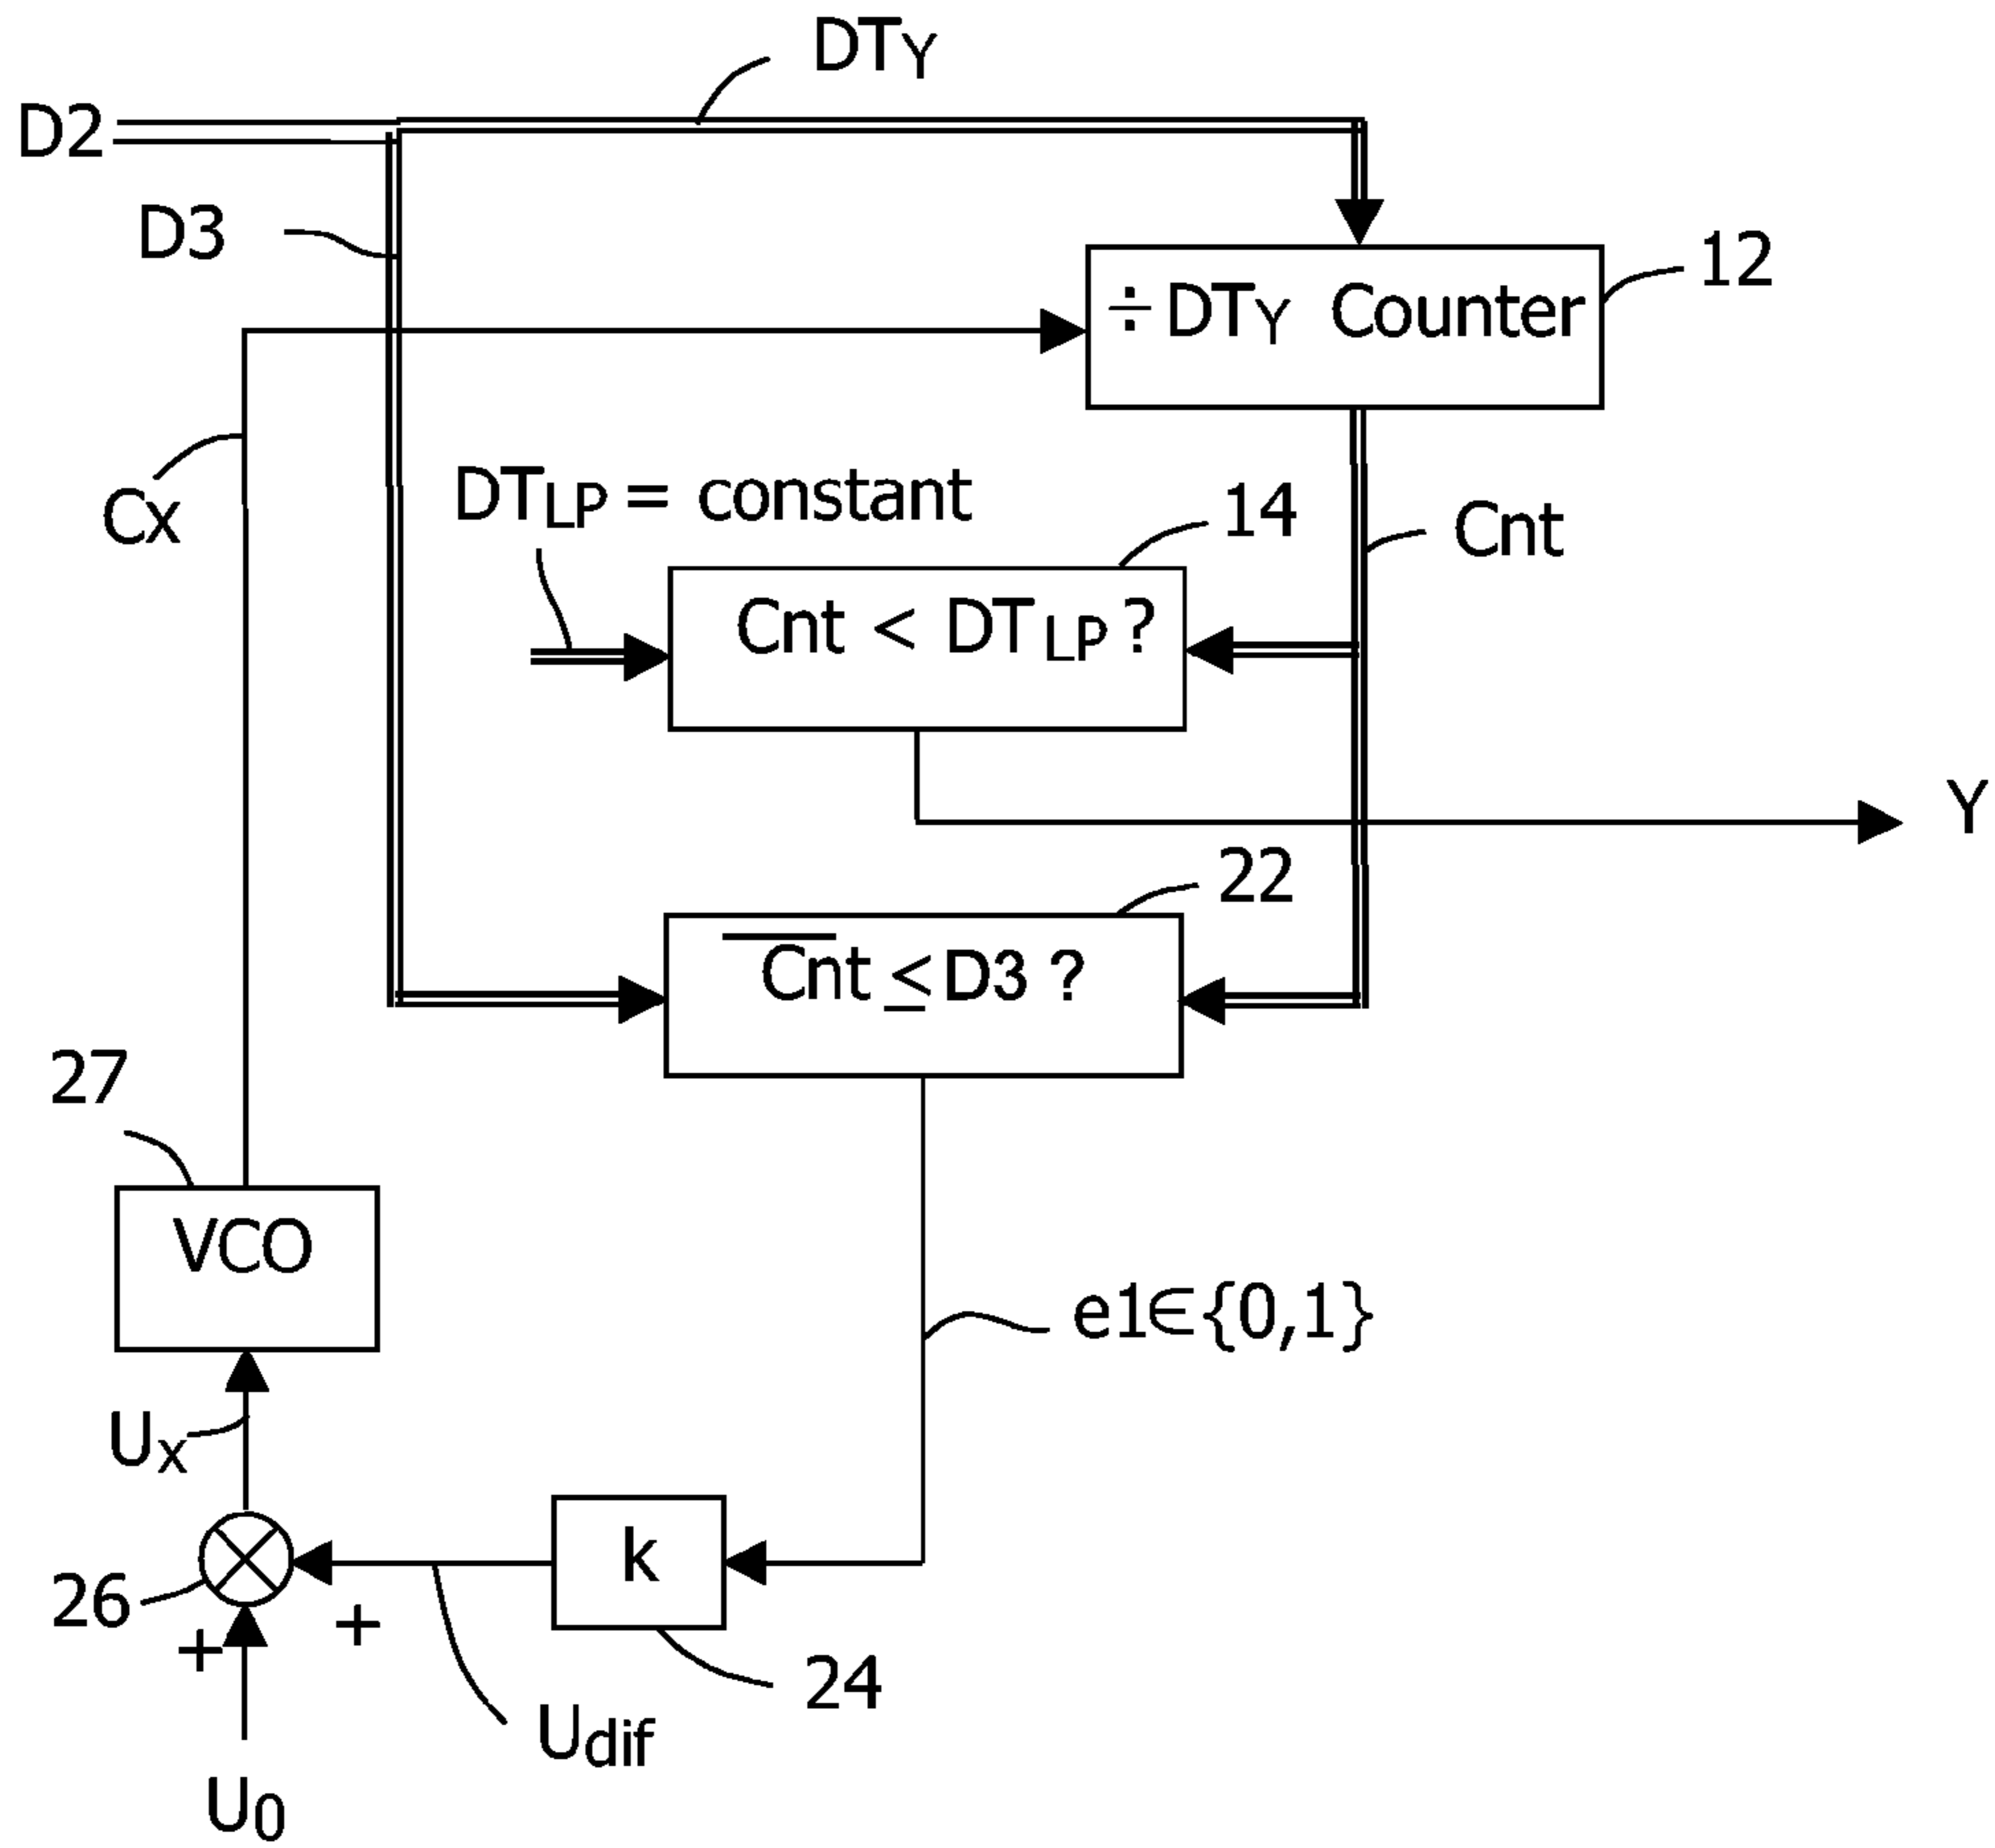 DTY
D2
D3
12
÷ DTY Counter
Cx
DTLP = constant
14
Cnt
Cnt < DTLP ?
Y
22
C̅n̅t ≤ D3 ?
27
VCO
e1∈{0,1}
Ux
k
26
+
+
24
Udif
U0